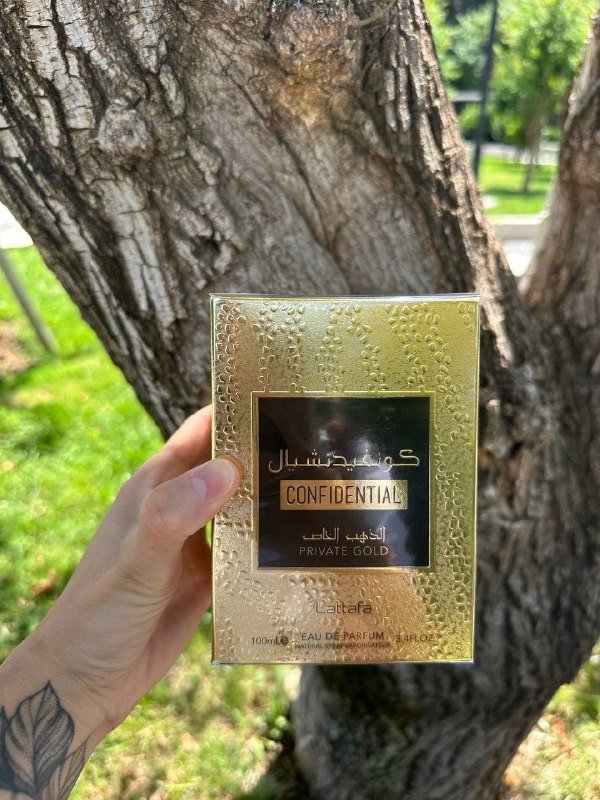 كونفيدنشيال
CONFIDENTIAL
الذهب الخاص
PRIVATE GOLD
Lattafa
100ml℮ EAU DE PARFUM 3.4FL.OZ.
NATURAL SPRAY VAPORISATEUR